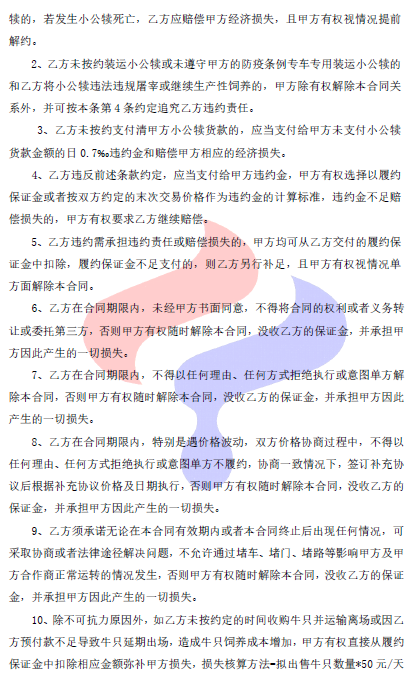 犊的，若发生小公犊死亡，乙方应赔偿甲方经济损失，且甲方有权视情况提前
解约。
2、乙方未按约装运小公犊或未遵守甲方的防疫条例专车专用装运小公犊的
和乙方将小公犊违法违规屠宰或继续生产性饲养的，甲方除有权解除本合同关
系外，并可按本条第 4 条约定追究乙方违约责任。
3、乙方未按约支付清甲方小公犊货款的，应当支付给甲方未支付小公犊
货款金额的日 0.7‰违约金和赔偿甲方相应的经济损失。
4、乙方违反前述条款约定，应当支付给甲方违约金，甲方有权选择以履约
保证金或者按双方约定的末次交易价格作为违约金的计算标准，违约金不足赔
偿损失的，甲方有权要求乙方继续赔偿。
5、乙方违约需承担违约责任或赔偿损失的，甲方均可从乙方交付的履约保
证金中扣除，履约保证金不足支付的，则乙方另行补足，且甲方有权视情况单
方面解除本合同。
6、乙方在合同期限内，未经甲方书面同意，不得将合同的权利或者义务转
让或委托第三方，否则甲方有权随时解除本合同，没收乙方的保证金，并承担甲
方因此产生的一切损失。
7、乙方在合同期限内，不得以任何理由、任何方式拒绝执行或意图单方解
除本合同，否则甲方有权随时解除本合同，没收乙方的保证金，并承担甲方因此
产生的一切损失。
8、乙方在合同期限内，特别是遇价格波动，双方价格协商过程中，不得以
任何理由、任何方式拒绝执行或意图单方不履约，协商一致情况下，签订补充协
议后根据补充协议价格及日期执行，否则甲方有权随时解除本合同，没收乙方的
保证金，并承担甲方因此产生的一切损失。
9、乙方须承诺无论在本合同有效期内或者本合同终止后出现任何情况，可
采取协商或者法律途径解决问题，不允许通过堵车、堵门、堵路等影响甲方及甲
方合作商正常运转的情况发生，否则甲方有权随时解除本合同，没收乙方的保证
金，并承担甲方因此产生的一切损失。
10、除不可抗力原因外，如乙方未按约定的时间收购牛只并运输离场或因乙
方预付款不足导致牛只延期出场，造成牛只饲养成本增加，甲方有权直接从履约
保证金中扣除相应金额弥补甲方损失，损失核算方法=拟出售牛只数量*50 元/天